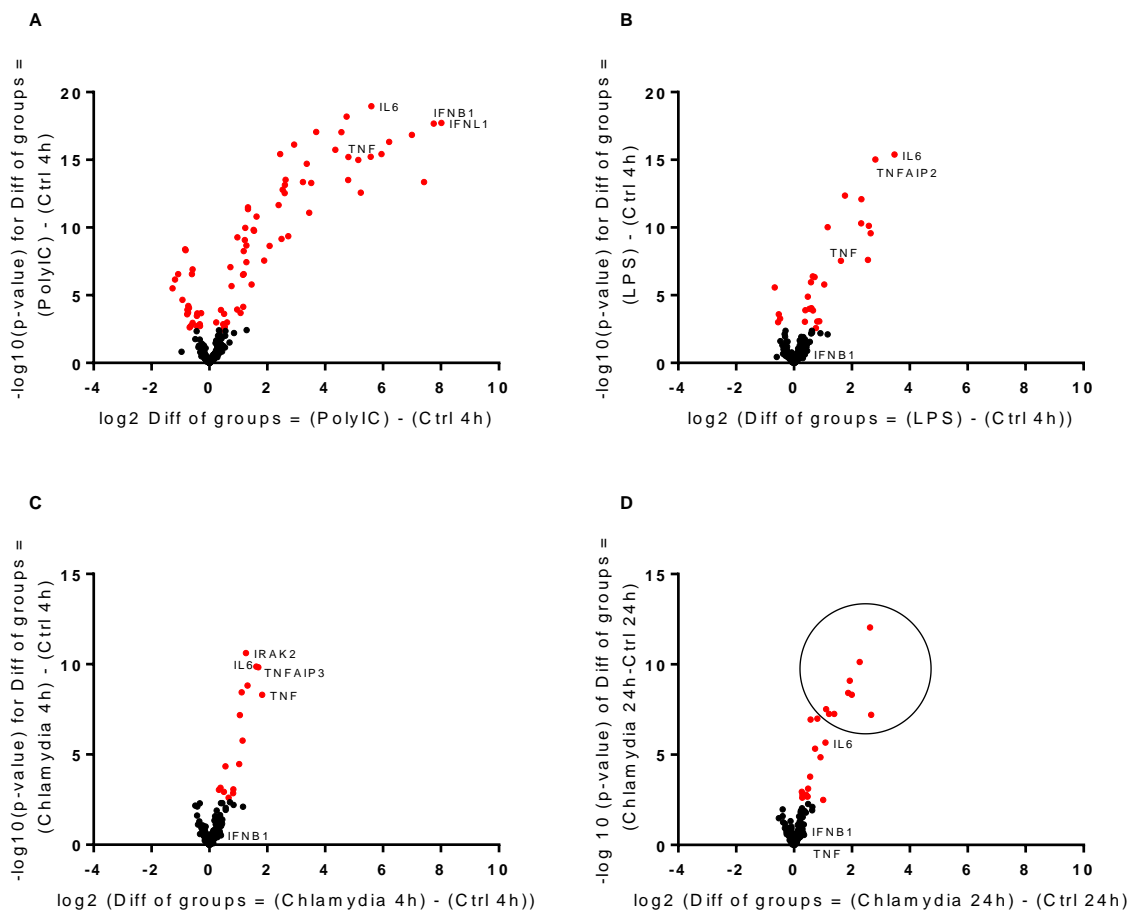 A
-log10(p-value) for Diff of groups =
(PolyIC) - (Ctrl 4h)
20
15
10
5
0
-4 -2 0 2 4 6 8 10
IL6
IFNB1
IFNL1
TNF
log2 Diff of groups = (PolyIC) - (Ctrl 4h)
B
-log10(p-value) for Diff of groups =
(LPS) - (Ctrl 4h)
20
15
10
5
0
-4 -2 0 2 4 6 8 10
IL6
TNFAIP2
TNF
IFNB1
log2 (Diff of groups = (LPS) - (Ctrl 4h))
C
-log10(p-value) for Diff of groups =
(Chlamydia 4h) - (Ctrl 4h)
15
10
5
0
-4 -2 0 2 4 6 8 10
IRAK2
IL6
TNFAIP3
TNF
IFNB1
log2 (Diff of groups = (Chlamydia 4h) - (Ctrl 4h))
D
-log 10 (p-value) of Diff of groups =
(Chlamydia 24h-Ctrl 24h)
15
10
5
0
-4 -2 0 2 4 6 8 10
IL6
IFNB1
TNF
log2 (Diff of groups = (Chlamydia 24h) - (Ctrl 24h)